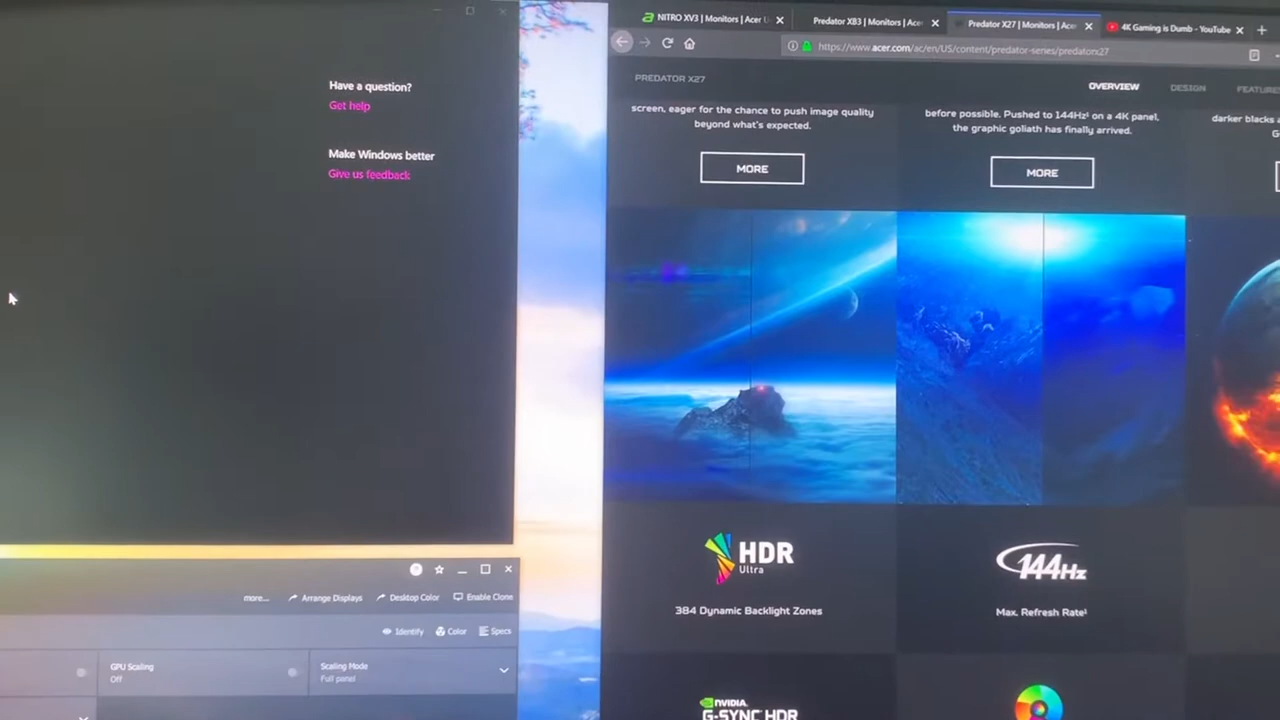 Have a question?
Get help
Make Windows better
Give us feedback
more...
Arrange Displays
Desktop Color
Enable Clone
Identify
Color
Specs
GPU Scaling
Off
Scaling Mode
Full panel
NITRO XV3 | Monitors | Acer
Predator XB3 | Monitors | Acer
Predator X27 | Monitors | Ace
4K Gaming is Dumb - YouTube
https://www.acer.com/ac/en/US/content/predator-series/predatorx27
PREDATOR X27
OVERVIEW
DESIGN
FEATURES
screen, eager for the chance to push image quality
beyond what's expected.
MORE
before possible. Pushed to 144Hz¹ on a 4K panel,
the graphic goliath has finally arrived.
MORE
darker blacks
G
HDR
Ultra
384 Dynamic Backlight Zones
144Hz
Max. Refresh Rate¹
NVIDIA.
G-SYNC HDR